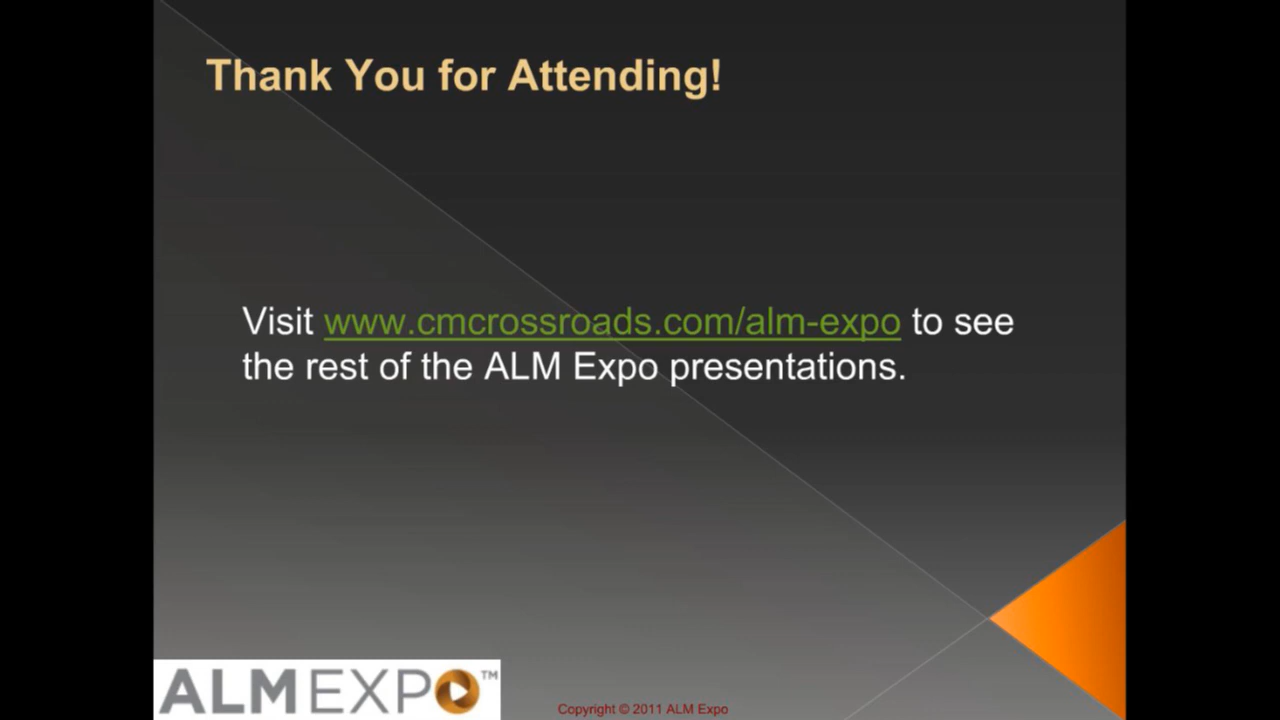 Thank You for Attending!
Visit www.cmcrossroads.com/alm-expo to see
the rest of the ALM Expo presentations.
ALMEXPO™
Copyright © 2011 ALM Expo